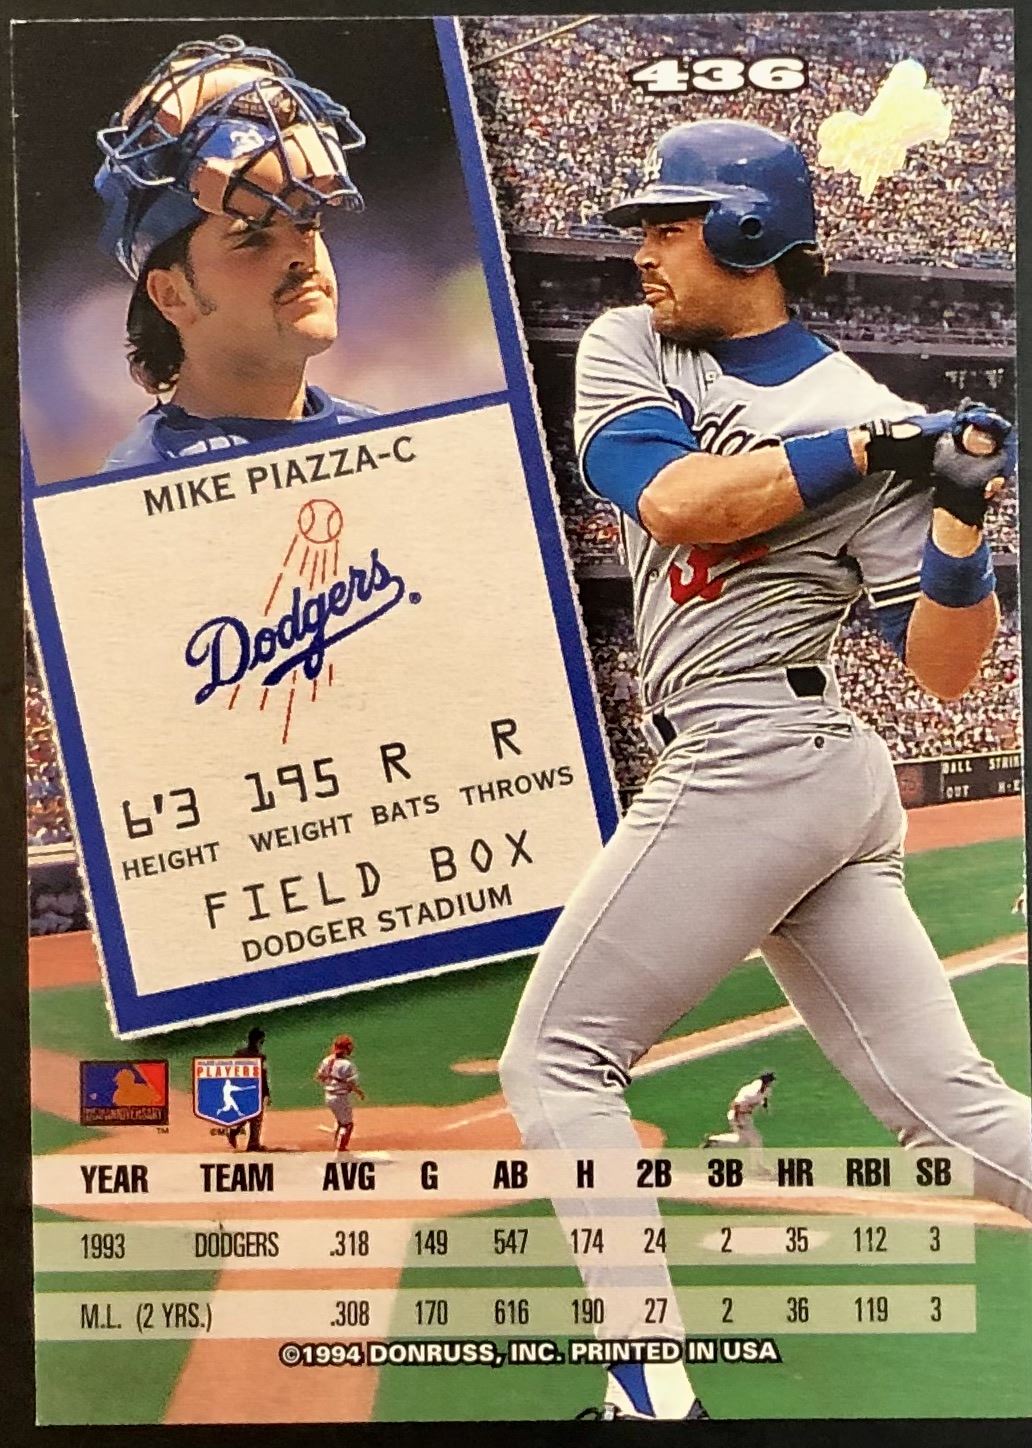 436
MIKE PIAZZA-C
Dodgers®
6'3 195 R R
HEIGHT WEIGHT BATS THROWS
FIELD BOX
DODGER STADIUM
PLAYERS
YEAR TEAM AVG G AB H 2B 3B HR RBI SB
1993 DODGERS .318 149 547 174 24 2 35 112 3
M.L. (2 YRS.) .308 170 616 190 27 2 36 119 3
©1994 DONRUSS, INC. PRINTED IN USA